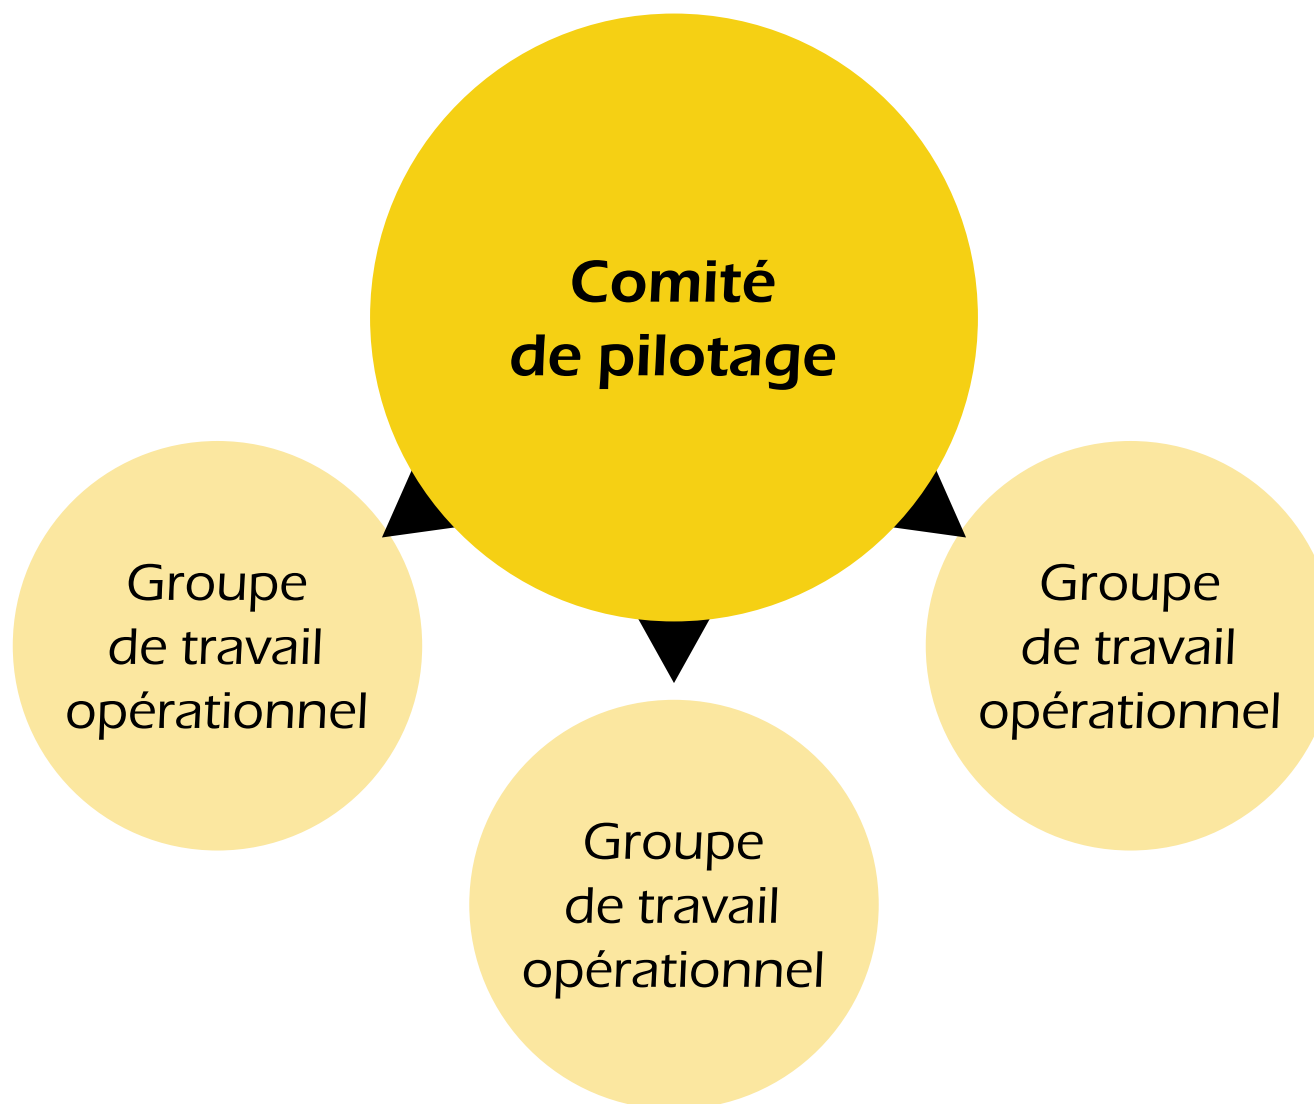 Comité
de pilotage
Groupe
de travail
opérationnel
Groupe
de travail
opérationnel
Groupe
de travail
opérationnel